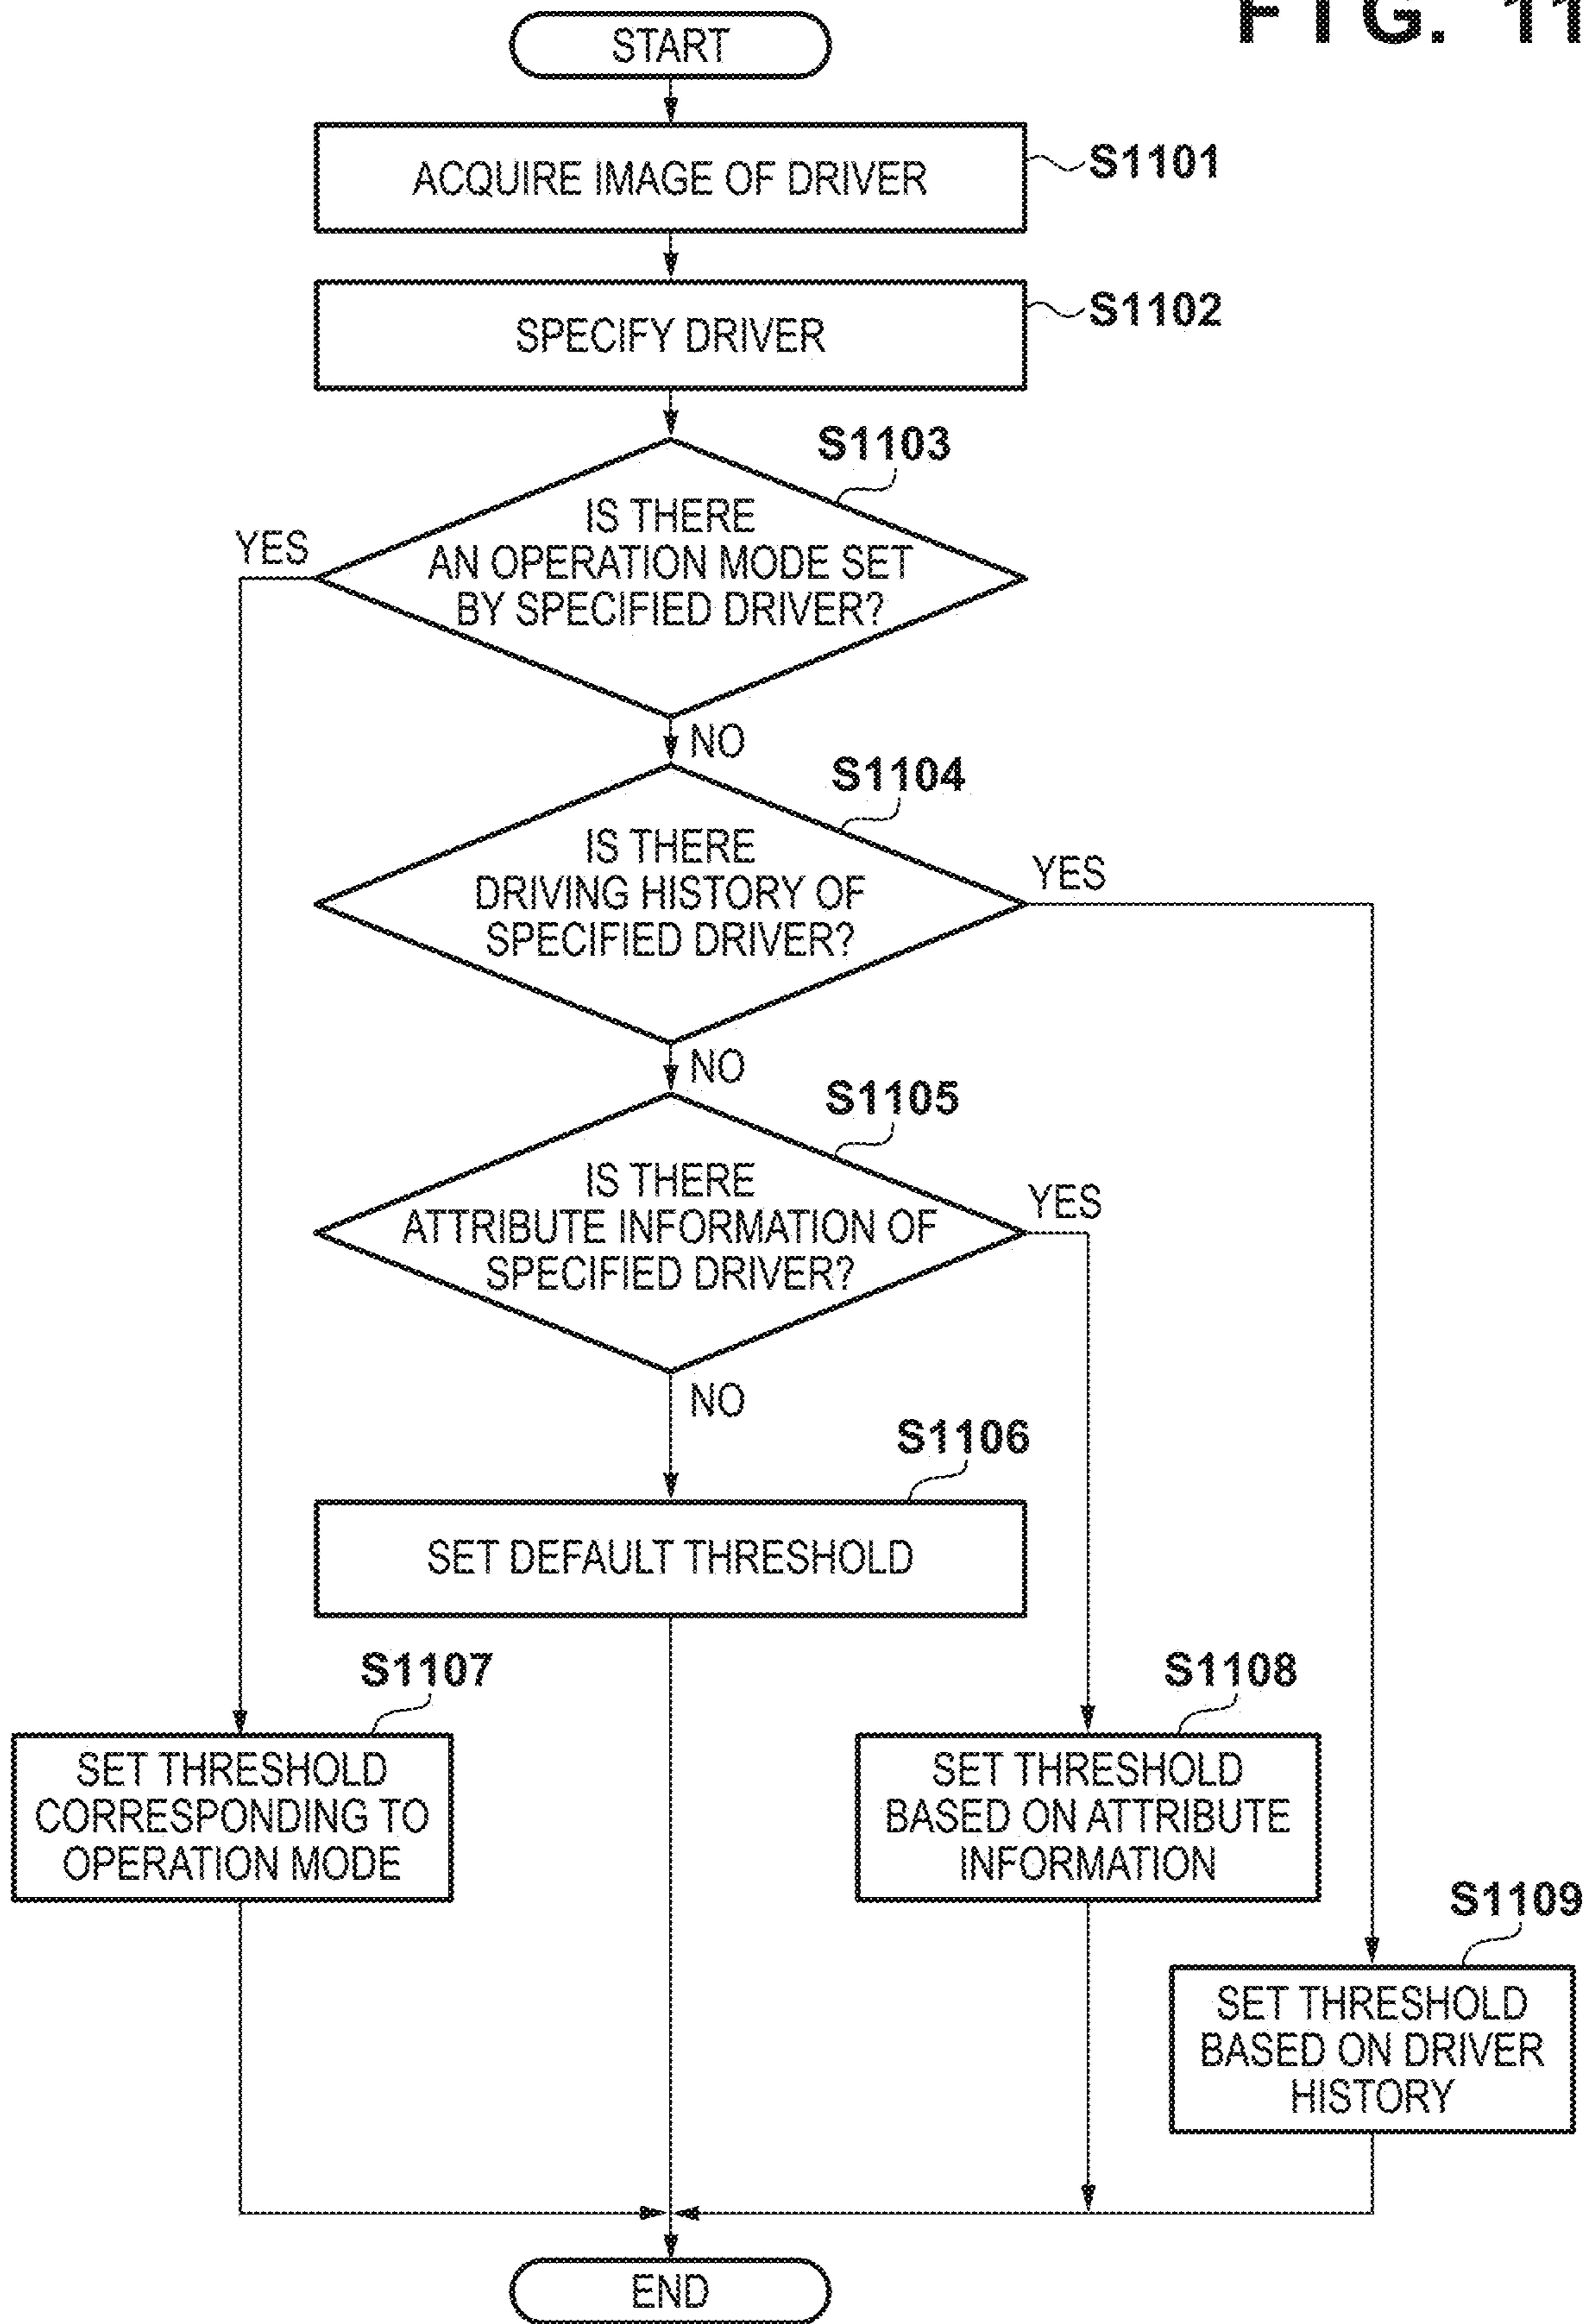 FIG. 11
START
ACQUIRE IMAGE OF DRIVER
S1101
SPECIFY DRIVER
S1102
S1103
IS THERE
AN OPERATION MODE SET
BY SPECIFIED DRIVER?
YES
NO
S1104
IS THERE
DRIVING HISTORY OF
SPECIFIED DRIVER?
YES
NO
S1105
IS THERE
ATTRIBUTE INFORMATION OF
SPECIFIED DRIVER?
YES
NO
S1106
SET DEFAULT THRESHOLD
S1107
SET THRESHOLD
CORRESPONDING TO
OPERATION MODE
S1108
SET THRESHOLD
BASED ON ATTRIBUTE
INFORMATION
S1109
SET THRESHOLD
BASED ON DRIVER
HISTORY
END